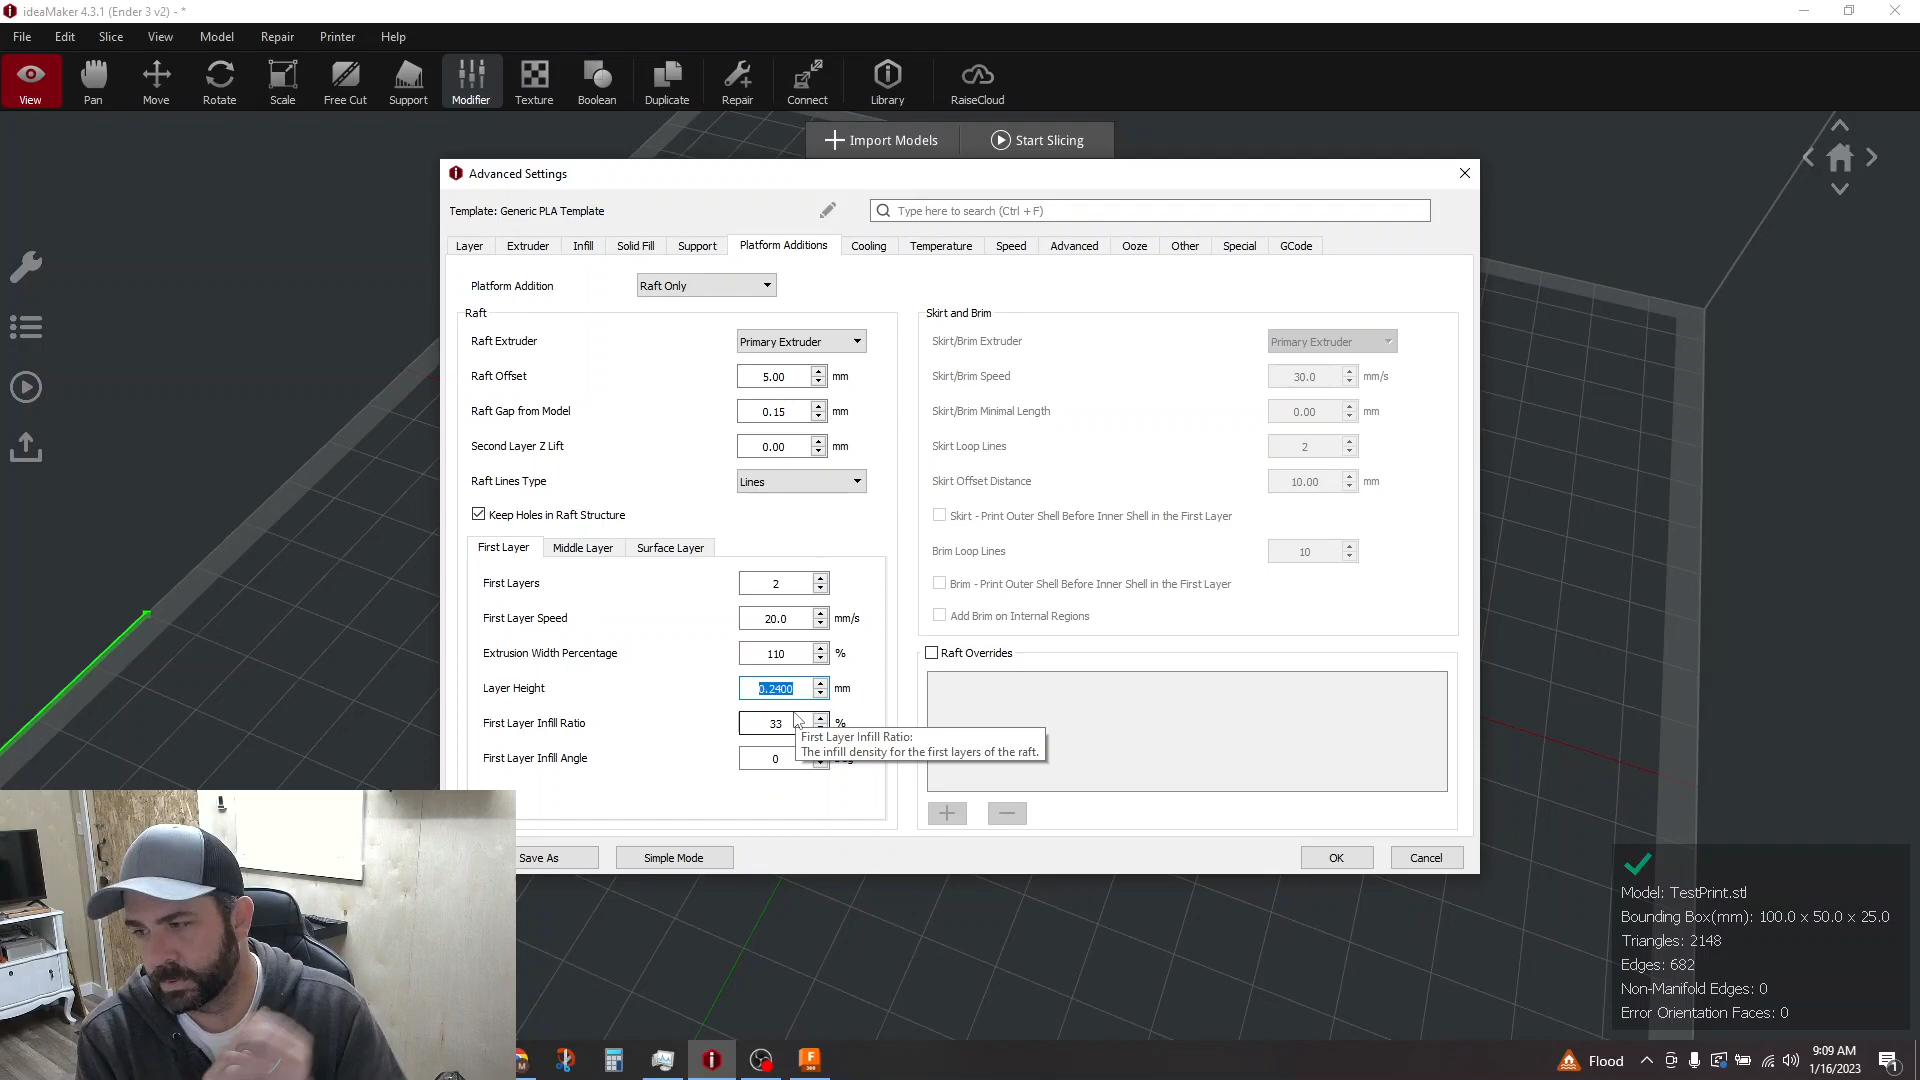 ideaMaker 4.3.1 (Ender 3 v2) - *
File Edit Slice View Model Repair Printer Help
View Pan Move Rotate Scale Free Cut Support Modifier Texture Boolean Duplicate Repair Connect Library RaiseCloud
Import Models Start Slicing
Advanced Settings
Template: Generic PLA Template
Type here to search (Ctrl + F)
Layer Extruder Infill Solid Fill Support Platform Additions Cooling Temperature Speed Advanced Ooze Other Special GCode
Platform Addition Raft Only
Raft
Raft Extruder Primary Extruder
Raft Offset 5.00 mm
Raft Gap from Model 0.15 mm
Second Layer Z Lift 0.00 mm
Raft Lines Type Lines
Keep Holes in Raft Structure
First Layer Middle Layer Surface Layer
First Layers 2
First Layer Speed 20.0 mm/s
Extrusion Width Percentage 110 %
Layer Height 0.2400 mm
First Layer Infill Ratio 33 %
First Layer Infill Angle 0
First Layer Infill Ratio:
The infill density for the first layers of the raft.
Skirt and Brim
Skirt/Brim Extruder Primary Extruder
Skirt/Brim Speed 30.0 mm/s
Skirt/Brim Minimal Length 0.00 mm
Skirt Loop Lines 2
Skirt Offset Distance 10.00 mm
Skirt - Print Outer Shell Before Inner Shell in the First Layer
Brim Loop Lines 10
Brim - Print Outer Shell Before Inner Shell in the First Layer
Add Brim on Internal Regions
Raft Overrides
Save As Simple Mode OK Cancel
Model: TestPrint.stl
Bounding Box(mm): 100.0 x 50.0 x 25.0
Triangles: 2148
Edges: 682
Non-Manifold Edges: 0
Error Orientation Faces: 0
Flood
9:09 AM
1/16/2023